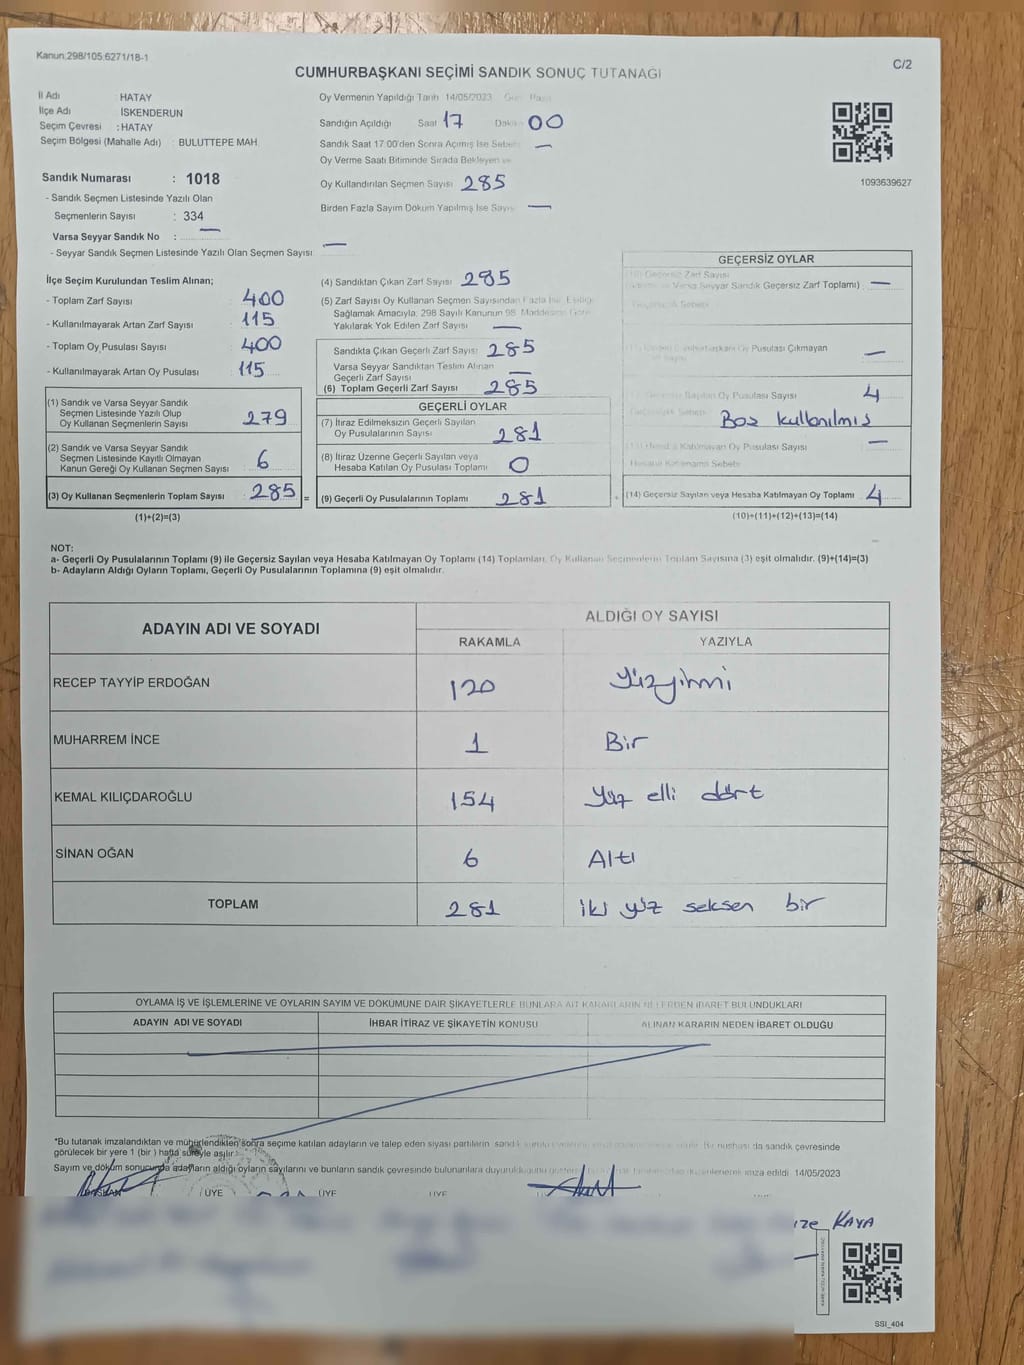 Kanun;298/105;6271/18-1
C/2
CUMHURBAŞKANI SEÇİMİ SANDIK SONUÇ TUTANAĞI
İl Adı HATAY
İlçe Adı İSKENDERUN
Seçim Çevresi : HATAY
Seçim Bölgesi (Mahalle Adı) : BULUTTEPE MAH.
Oy Vermenin Yapıldığı Tarih 14/05/2023 Gün Pazar
Sandığın Açıldığı Saat 17 Dakika 00
Sandık Saat 17.00'den Sonra Açılmış İse Sebebi —
Oy Verme Saati Bitiminde Sırada Bekleyen ve
Oy Kullandırılan Seçmen Sayısı 285
Birden Fazla Sayım Döküm Yapılmış İse Sayısı —
1093639627
Sandık Numarası : 1018
- Sandık Seçmen Listesinde Yazılı Olan
Seçmenlerin Sayısı : 334
Varsa Seyyar Sandık No : —
- Seyyar Sandık Seçmen Listesinde Yazılı Olan Seçmen Sayısı —
İlçe Seçim Kurulundan Teslim Alınan;
- Toplam Zarf Sayısı 400
- Kullanılmayarak Artan Zarf Sayısı 115
- Toplam Oy Pusulası Sayısı 400
- Kullanılmayarak Artan Oy Pusulası 115
(1) Sandık ve Varsa Seyyar Sandık
Seçmen Listesinde Yazılı Olup
Oy Kullanan Seçmenlerin Sayısı 279
(2) Sandık ve Varsa Seyyar Sandık
Seçmen Listesinde Kayıtlı Olmayan
Kanun Gereği Oy Kullanan Seçmen Sayısı 6
(3) Oy Kullanan Seçmenlerin Toplam Sayısı 285 =
(1)+(2)=(3)
(4) Sandıktan Çıkan Zarf Sayısı 285
(5) Zarf Sayısı Oy Kullanan Seçmen Sayısından Fazla İse, Eşitliği
Sağlamak Amacıyla; 298 Sayılı Kanunun 98. Maddesine Göre
Yakılarak Yok Edilen Zarf Sayısı —
Sandıkta Çıkan Geçerli Zarf Sayısı 285
Varsa Seyyar Sandıktan Teslim Alınan
Geçerli Zarf Sayısı —
(6) Toplam Geçerli Zarf Sayısı 285
GEÇERLİ OYLAR
(7) İtiraz Edilmeksizin Geçerli Sayılan
Oy Pusulalarının Sayısı 281
(8) İtiraz Üzerine Geçerli Sayılan veya
Hesaba Katılan Oy Pusulası Toplamı 0
(9) Geçerli Oy Pusulalarının Toplamı 281 +
GEÇERSİZ OYLAR
(10) Geçersiz Zarf Sayısı
Varsa Seyyar Sandık Geçersiz Zarf Toplamı) —
Geçersizlik Sebebi
Oy Pusulası Çıkmayan
—
Sayılan Oy Pusulası Sayısı 4
Geçersizlik Sebebi Boş kullanılmış
(13) Hesaba Katılmayan Oy Pusulası Sayısı —
Hesaba Katılmama Sebebi
(14) Geçersiz Sayılan veya Hesaba Katılmayan Oy Toplamı 4
(10)+(11)+(12)+(13)=(14)
NOT:
a- Geçerli Oy Pusulalarının Toplamı (9) ile Geçersiz Sayılan veya Hesaba Katılmayan Oy Toplamı (14) Toplamları, Oy Kullanan Seçmenlerin Toplam Sayısına (3) eşit olmalıdır. (9)+(14)=(3)
b- Adayların Aldığı Oyların Toplamı, Geçerli Oy Pusulalarının Toplamına (9) eşit olmalıdır.
ADAYIN ADI VE SOYADI ALDIĞI OY SAYISI
RAKAMLA YAZIYLA
RECEP TAYYİP ERDOĞAN 120 Yüzyirmi
MUHARREM İNCE 1 Bir
KEMAL KILIÇDAROĞLU 154 Yüz elli dört
SİNAN OĞAN 6 Altı
TOPLAM 281 iki yüz seksen bir
OYLAMA İŞ VE İŞLEMLERİNE VE OYLARIN SAYIM VE DÖKÜMÜNE DAİR ŞİKAYETLERLE BUNLARA AİT KARARLARIN NELERDEN İBARET BULUNDUKLARI
ADAYIN ADI VE SOYADI İHBAR İTİRAZ VE ŞİKAYETİN KONUSU ALINAN KARARIN NEDEN İBARET OLDUĞU
*Bu tutanak imzalandıktan ve mühürlendikten sonra seçime katılan adayların ve talep eden siyasi partilerin Bir nüshası da sandık çevresinde
görülecek bir yere 1 (bir) hafta süreyle asılır.
Sayım ve döküm sonucunda adayların aldığı oyların sayılarını ve bunların sandık çevresinde bulunanlara duyurulduğunu imza edildi. 14/05/2023
BAŞKAN ÜYE ÜYE ÜYE
KAYA
SSI_404